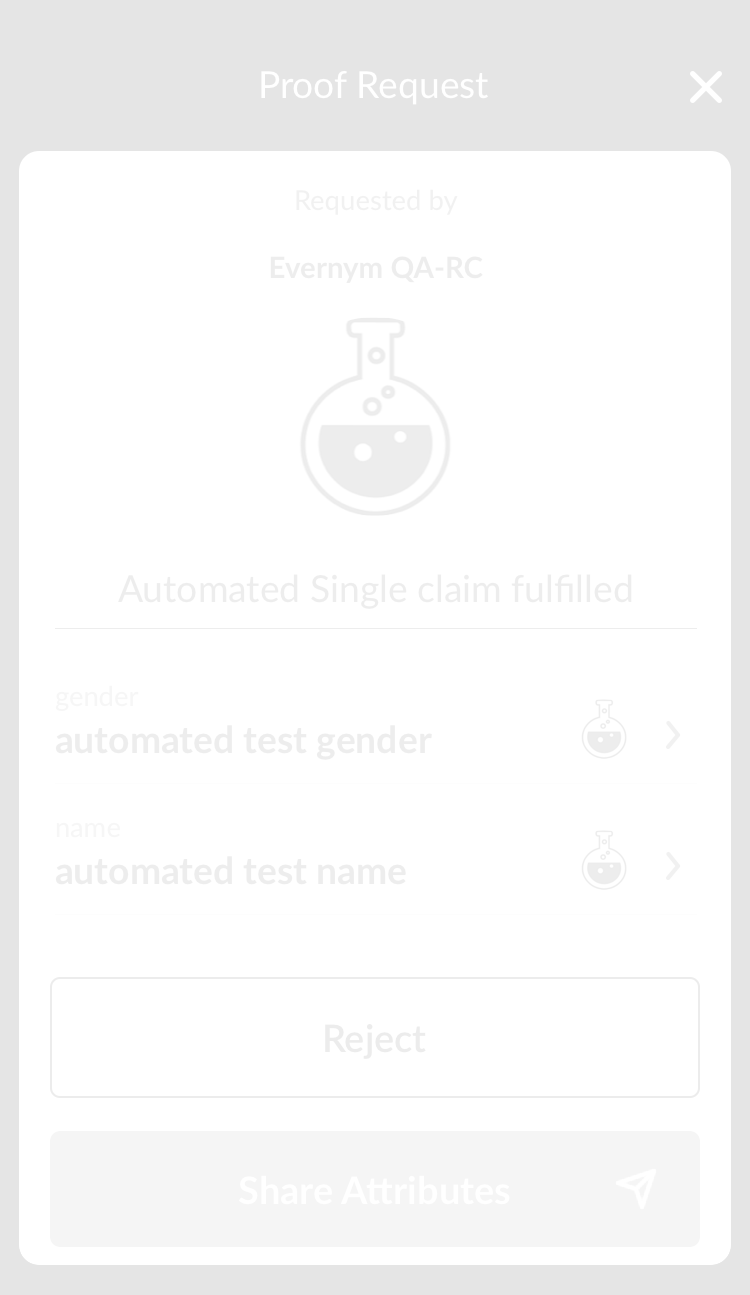 Proof Request
Requested by
Evernym QA-RC
Automated Single claim fulfilled
gender
automated test gender
name
automated test name
Reject
Share Attributes